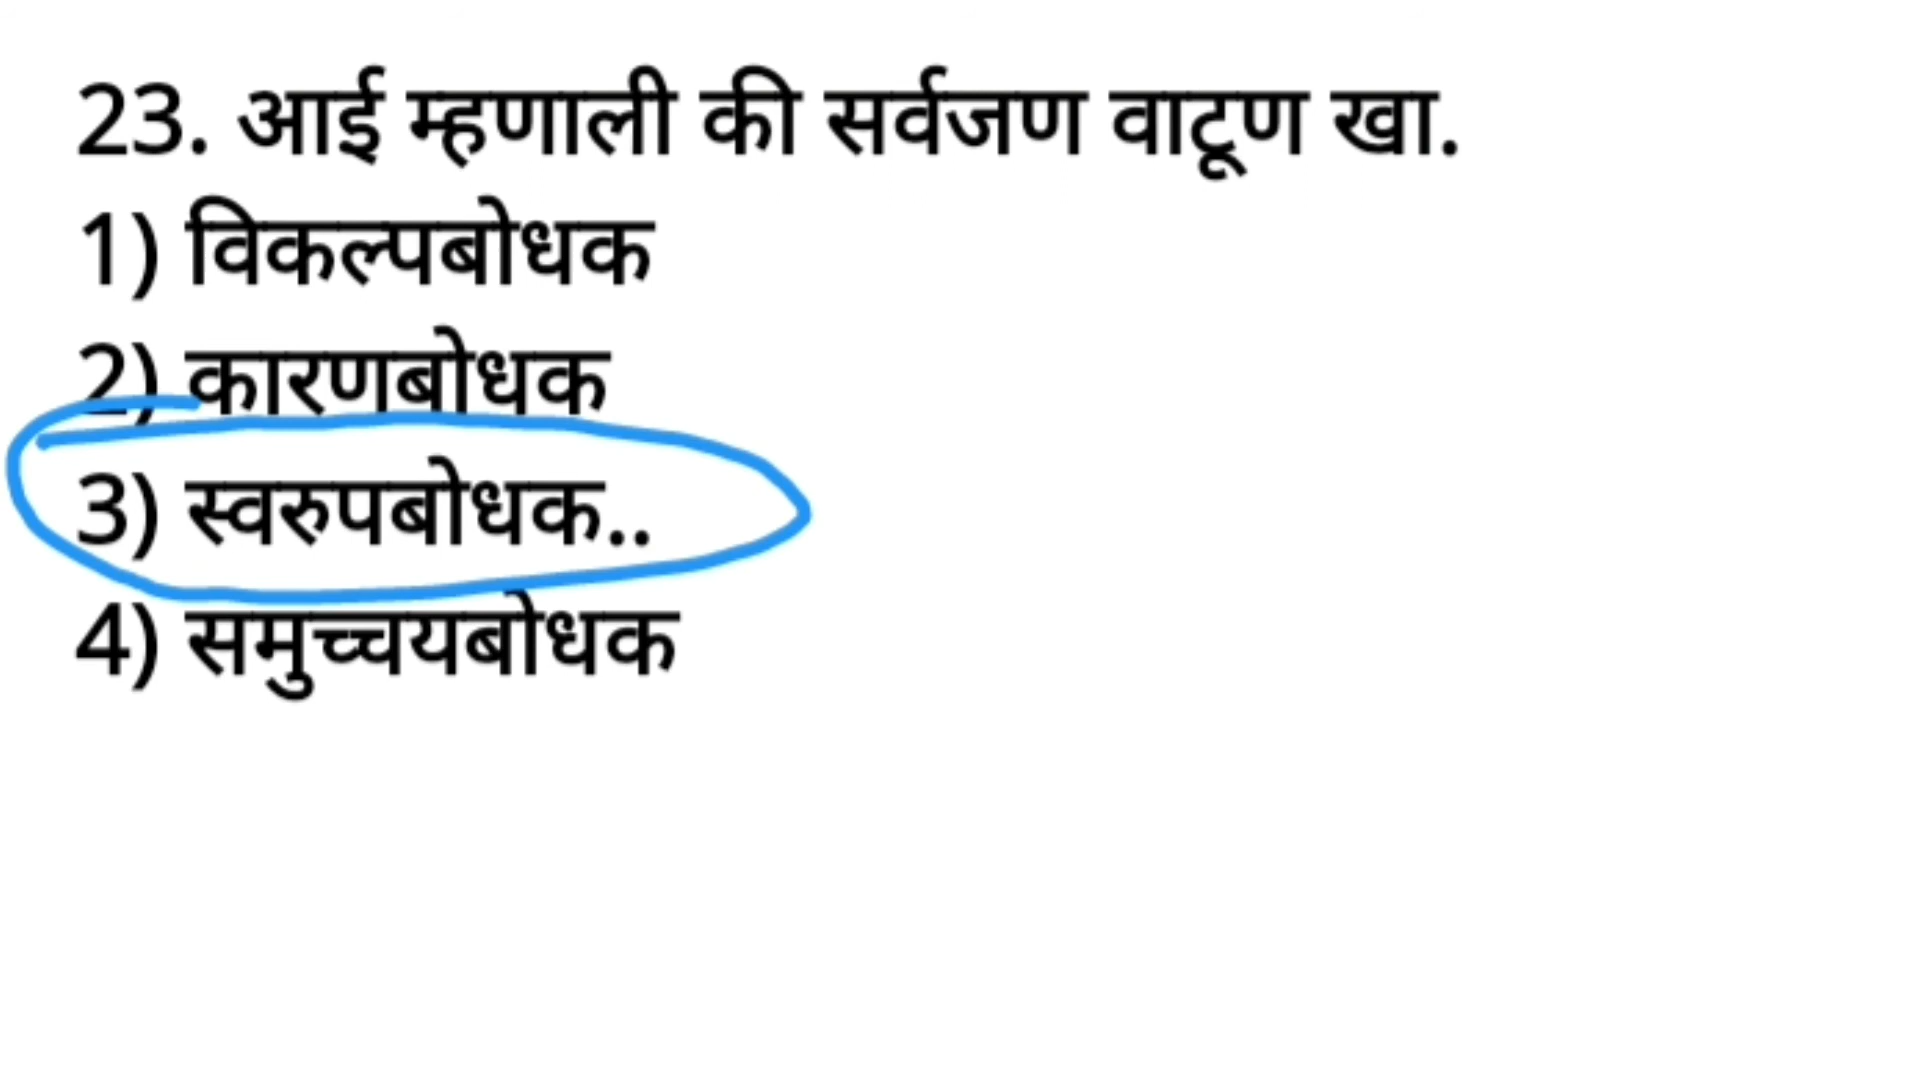 23. आई म्हणाली की सर्वजण वाटूण खा.
1) विकल्पबोधक
2) कारणबोधक
3) स्वरुपबोधक..
4) समुच्चयबोधक